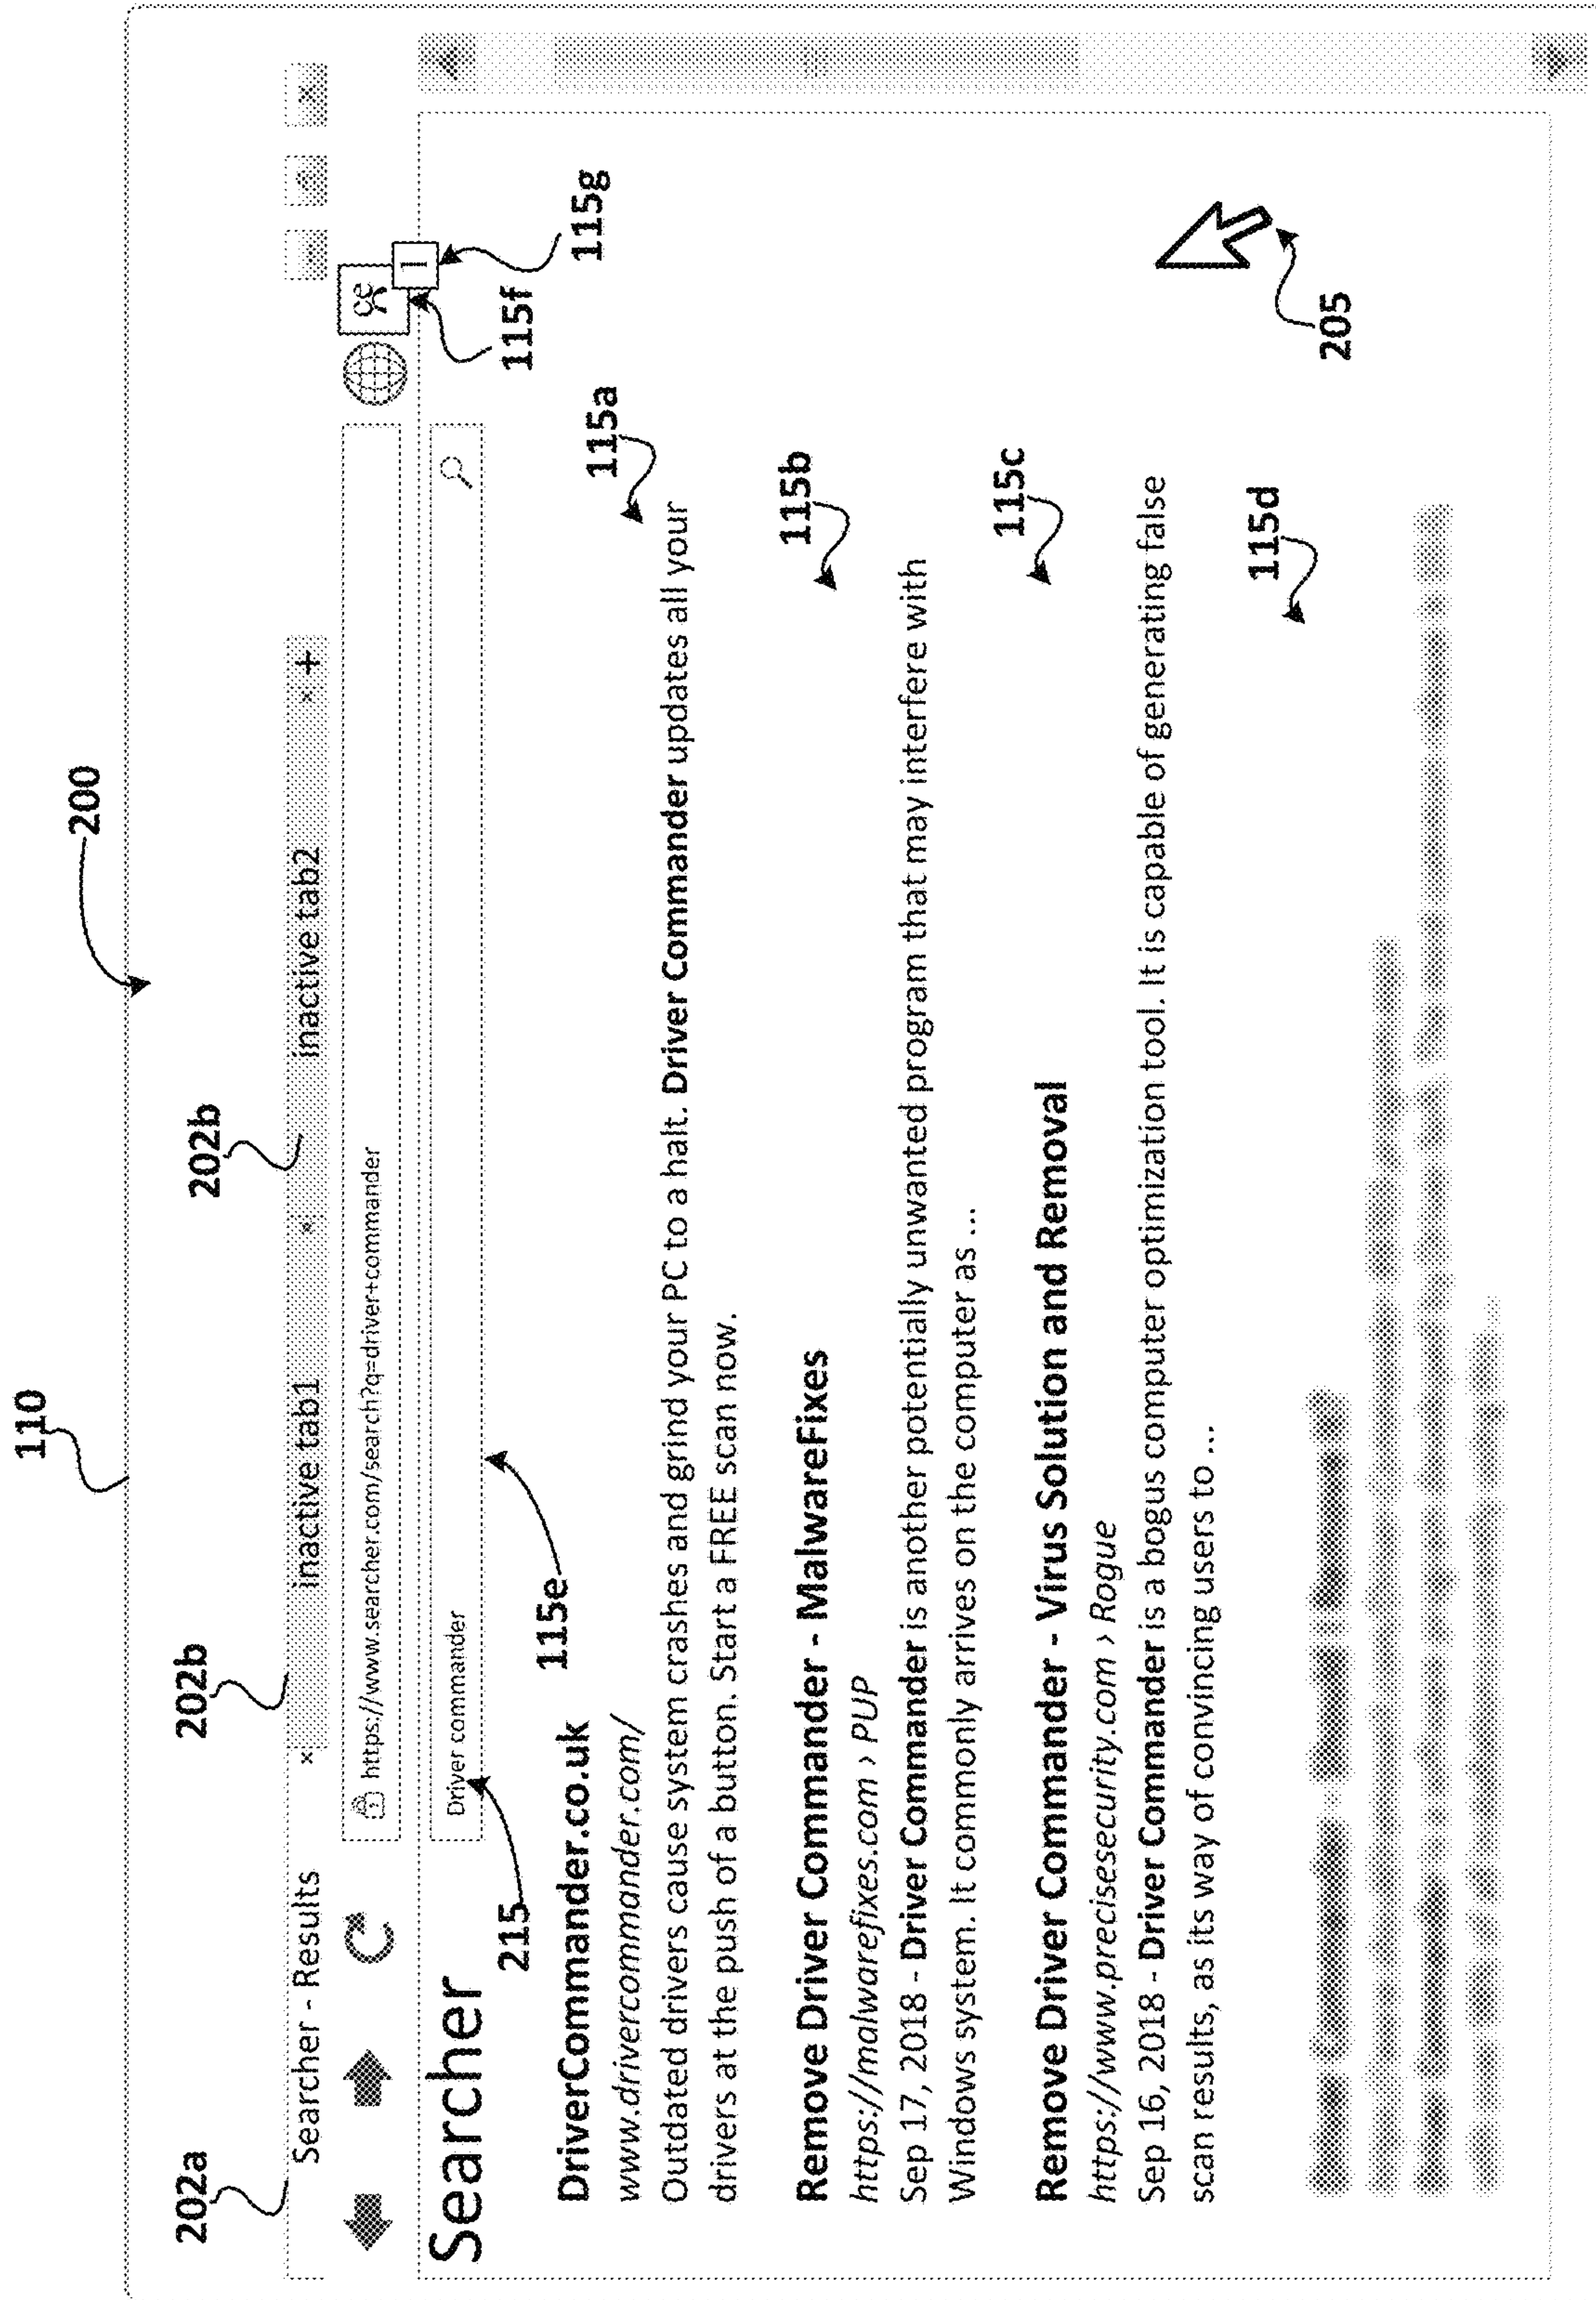 110
200
202a
202b
202b
Searcher - Results ×
inactive tab1 ×
inactive tab2 × +
https://www.searcher.com/search?q=driver+commander
Searcher
Driver commander
1
215
115e
115f
115g
DriverCommander.co.uk
115a
www.drivercommander.com/
Outdated drivers cause system crashes and grind your PC to a halt. Driver Commander updates all your
drivers at the push of a button. Start a FREE scan now.
Remove Driver Commander - MalwareFixes
115b
https://malwarefixes.com › PUP
Sep 17, 2018 - Driver Commander is another potentially unwanted program that may interfere with
Windows system. It commonly arrives on the computer as ...
Remove Driver Commander - Virus Solution and Removal
115c
https://www.precisesecurity.com › Rogue
Sep 16, 2018 - Driver Commander is a bogus computer optimization tool. It is capable of generating false
scan results, as its way of convincing users to ...
115d
205